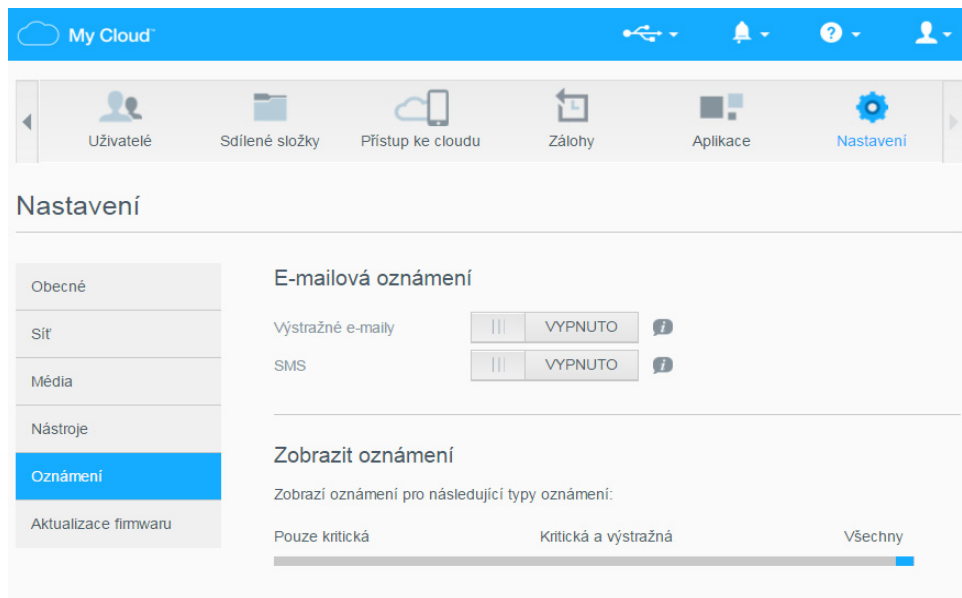 My Cloud™
Uživatelé
Sdílené složky
Přístup ke cloudu
Zálohy
Aplikace
Nastavení
Nastavení
Obecné
Síť
Média
Nástroje
Oznámení
Aktualizace firmwaru
E-mailová oznámení
Výstražné e-maily VYPNUTO
SMS VYPNUTO
Zobrazit oznámení
Zobrazí oznámení pro následující typy oznámení:
Pouze kritická Kritická a výstražná Všechny